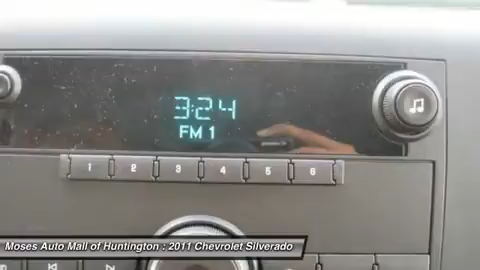 3:24
FM 1
1 2 3 4 5 6
Moses Auto Mall of Huntington : 2011 Chevrolet Silverado